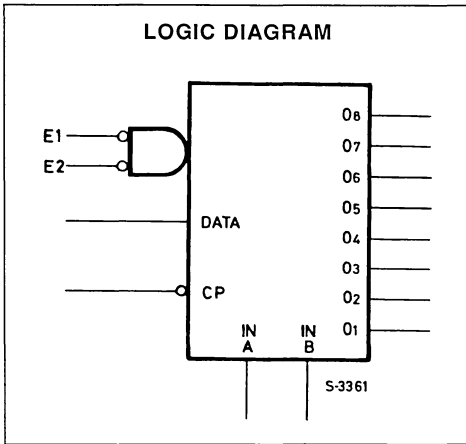 LOGIC DIAGRAM
E1
E2
DATA
CP
IN
A
IN
B
O8
O7
O6
O5
O4
O3
O2
O1
S-3361